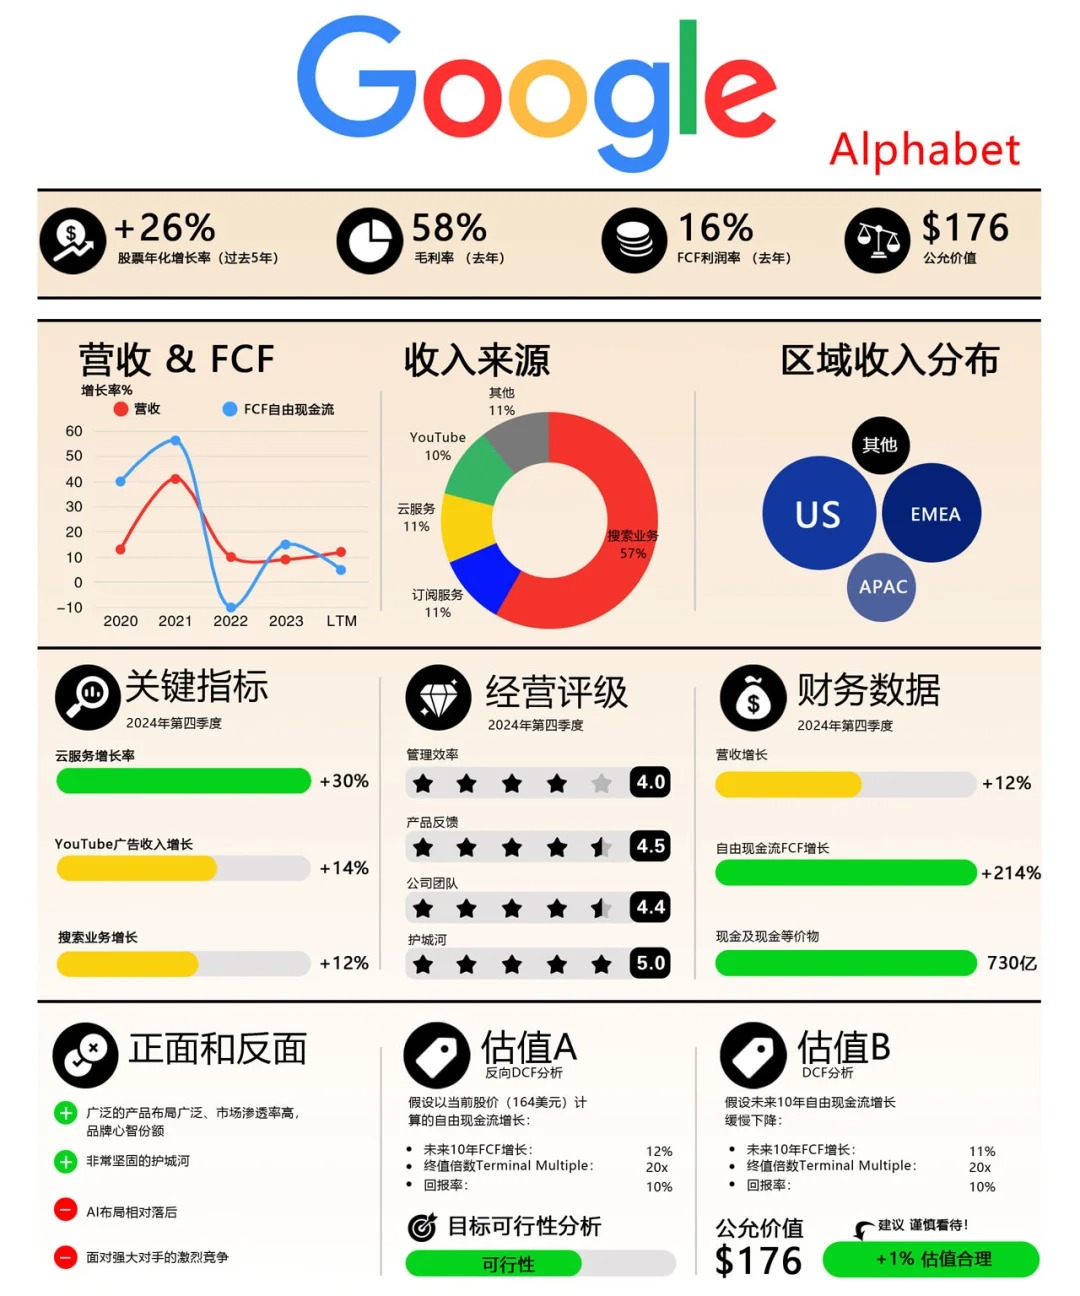 Google
Alphabet
+26%
股票年化增长率（过去5年）
58%
毛利率 （去年）
16%
FCF利润率 （去年）
$176
公允价值
营收 & FCF
增长率%
营收
FCF自由现金流
60
50
40
30
20
10
0
−10
2020
2021
2022
2023
LTM
收入来源
其他
11%
YouTube
10%
云服务
11%
订阅服务
11%
搜索业务
57%
区域收入分布
其他
US
EMEA
APAC
关键指标
2024年第四季度
云服务增长率
+30%
YouTube广告收入增长
+14%
搜索业务增长
+12%
经营评级
2024年第四季度
管理效率
4.0
产品反馈
4.5
公司团队
4.4
护城河
5.0
财务数据
2024年第四季度
营收增长
+12%
自由现金流FCF增长
+214%
现金及现金等价物
730亿
正面和反面
广泛的产品布局广泛、市场渗透率高，
品牌心智份额
非常坚固的护城河
AI布局相对落后
面对强大对手的激烈竞争
估值A
反向DCF分析
假设以当前股价（164美元）计
算的自由现金流增长：
• 未来10年FCF增长： 12%
• 终值倍数Terminal Multiple： 20x
• 回报率： 10%
目标可行性分析
可行性
估值B
DCF分析
假设未来10年自由现金流增长
缓慢下降：
• 未来10年FCF增长： 11%
• 终值倍数Terminal Multiple： 20x
• 回报率： 10%
公允价值
$176
建议 谨慎看待！
+1% 估值合理